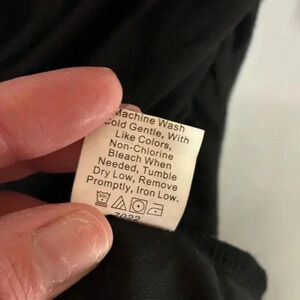 Machine Wash
Cold Gentle, With
Like Colors,
Non-Chlorine
Bleach When
Needed, Tumble
Dry Low, Remove
Promptly, Iron Low.
7022